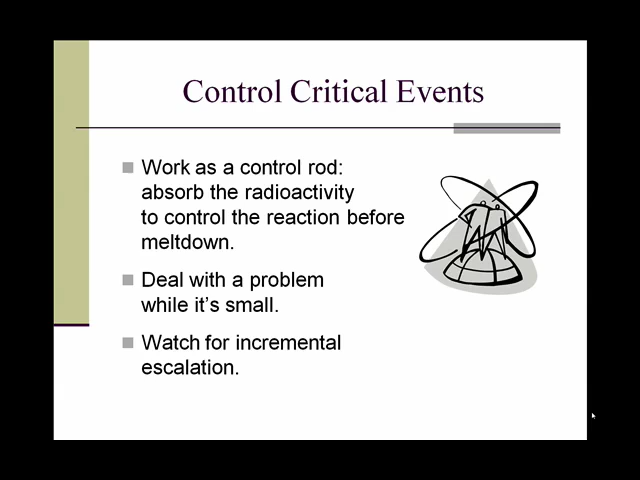 Control Critical Events
Work as a control rod:
absorb the radioactivity
to control the reaction before
meltdown.
Deal with a problem
while it's small.
Watch for incremental
escalation.